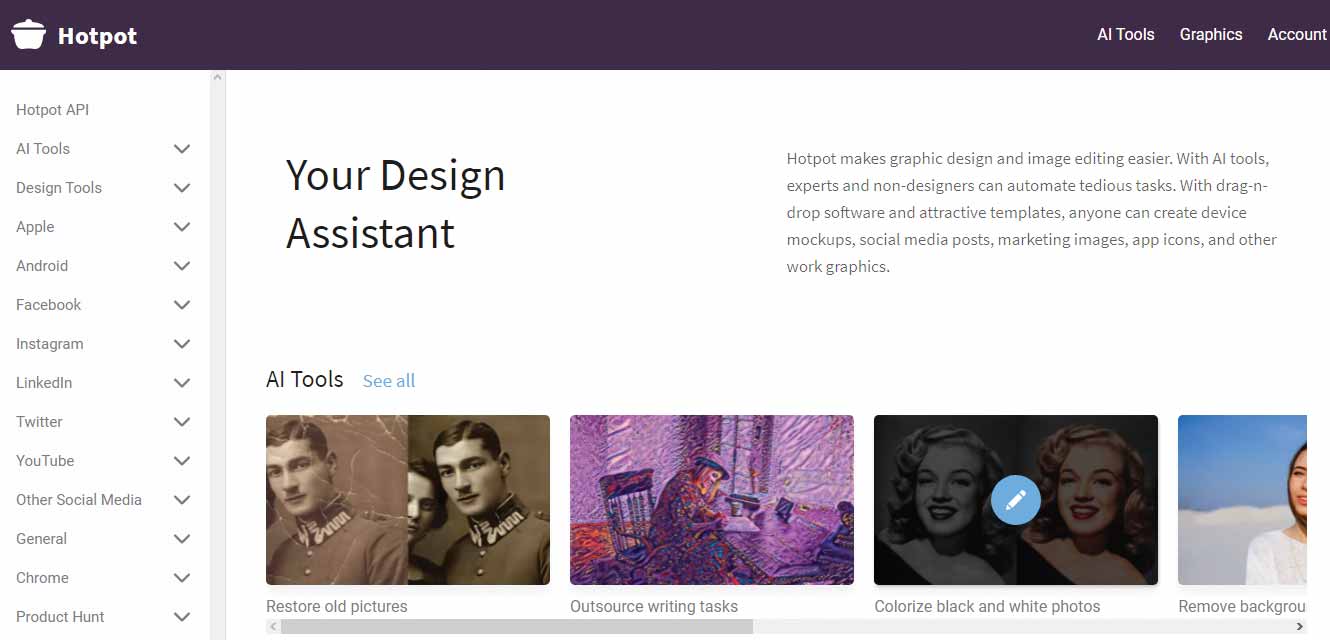 Hotpot
AI Tools
Graphics
Account
Hotpot API
AI Tools
Design Tools
Apple
Android
Facebook
Instagram
LinkedIn
Twitter
YouTube
Other Social Media
General
Chrome
Product Hunt
Your Design
Assistant
Hotpot makes graphic design and image editing easier. With AI tools,
experts and non-designers can automate tedious tasks. With drag-n-
drop software and attractive templates, anyone can create device
mockups, social media posts, marketing images, app icons, and other
work graphics.
AI Tools See all
Restore old pictures
Outsource writing tasks
Colorize black and white photos
Remove backgrou